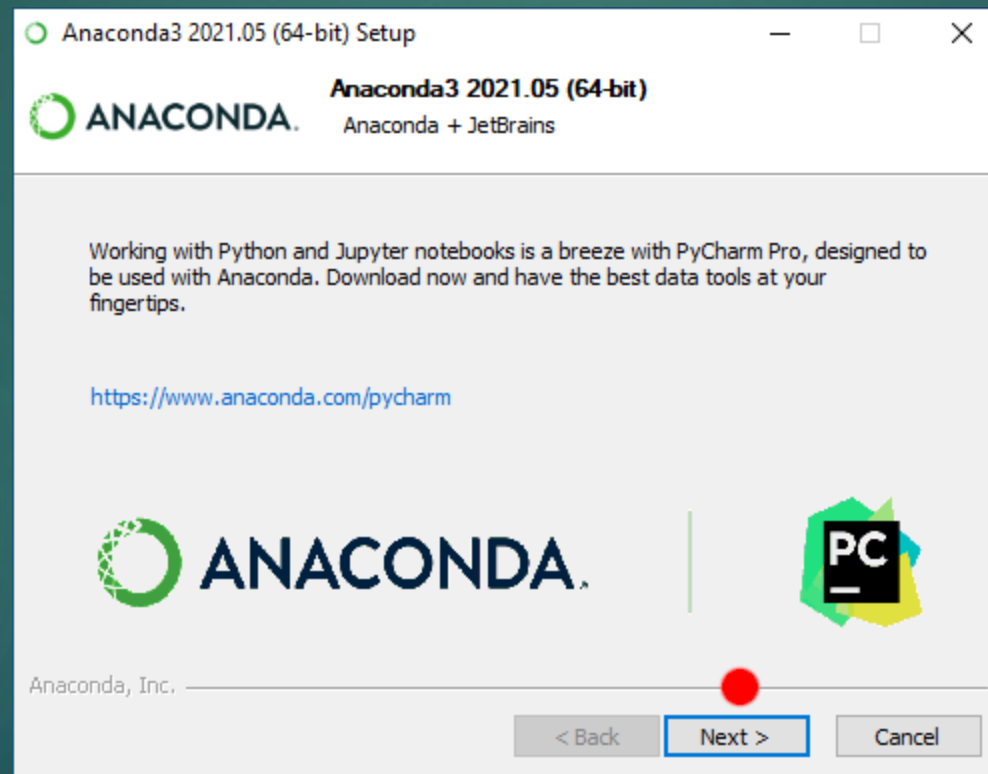 Anaconda3 2021.05 (64-bit) Setup
ANACONDA.
Anaconda3 2021.05 (64-bit)
Anaconda + JetBrains
Working with Python and Jupyter notebooks is a breeze with PyCharm Pro, designed to
be used with Anaconda. Download now and have the best data tools at your
fingertips.
https://www.anaconda.com/pycharm
ANACONDA.
PC
Anaconda, Inc.
< Back
Next >
Cancel